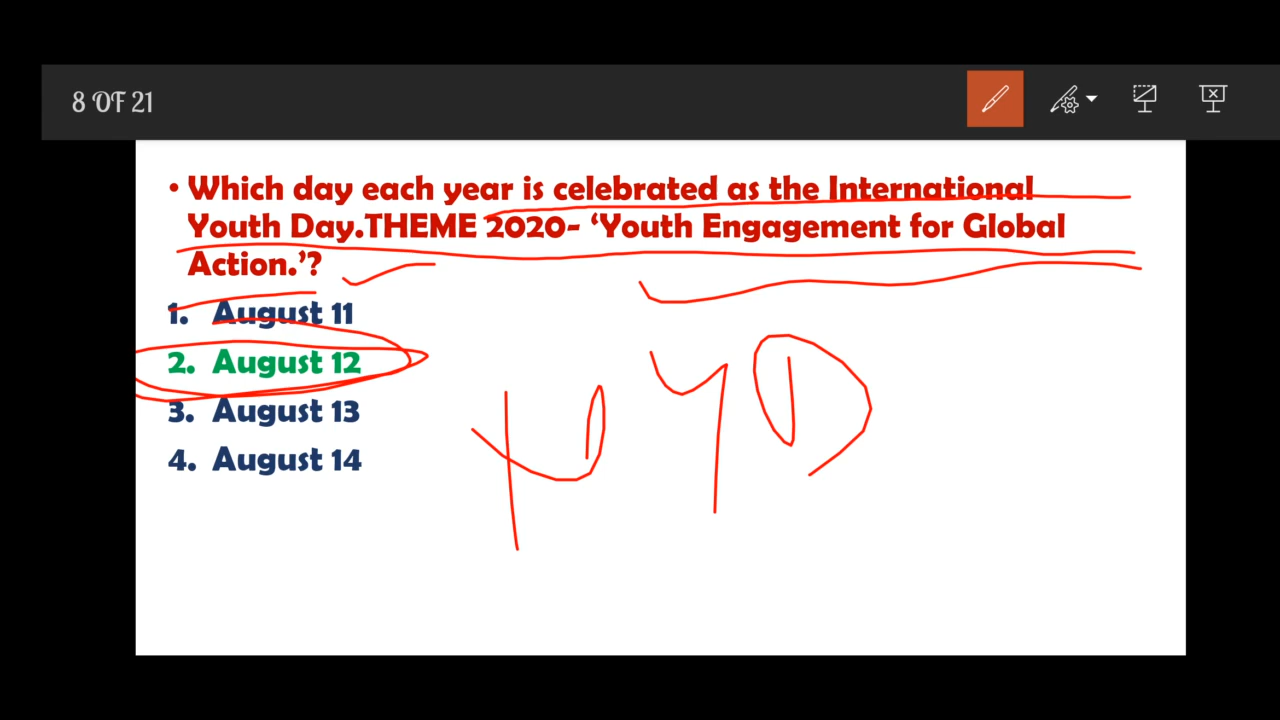 8 OF 21
• Which day each year is celebrated as the International
Youth Day.THEME 2020- ‘Youth Engagement for Global
Action.’?
1. August 11
2. August 12
3. August 13
4. August 14